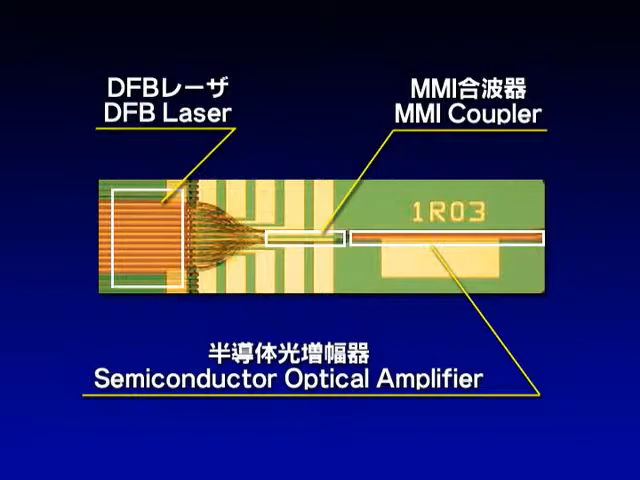 DFBレーザ
DFB Laser
MMI合波器
MMI Coupler
1R03
半導体光増幅器
Semiconductor Optical Amplifier